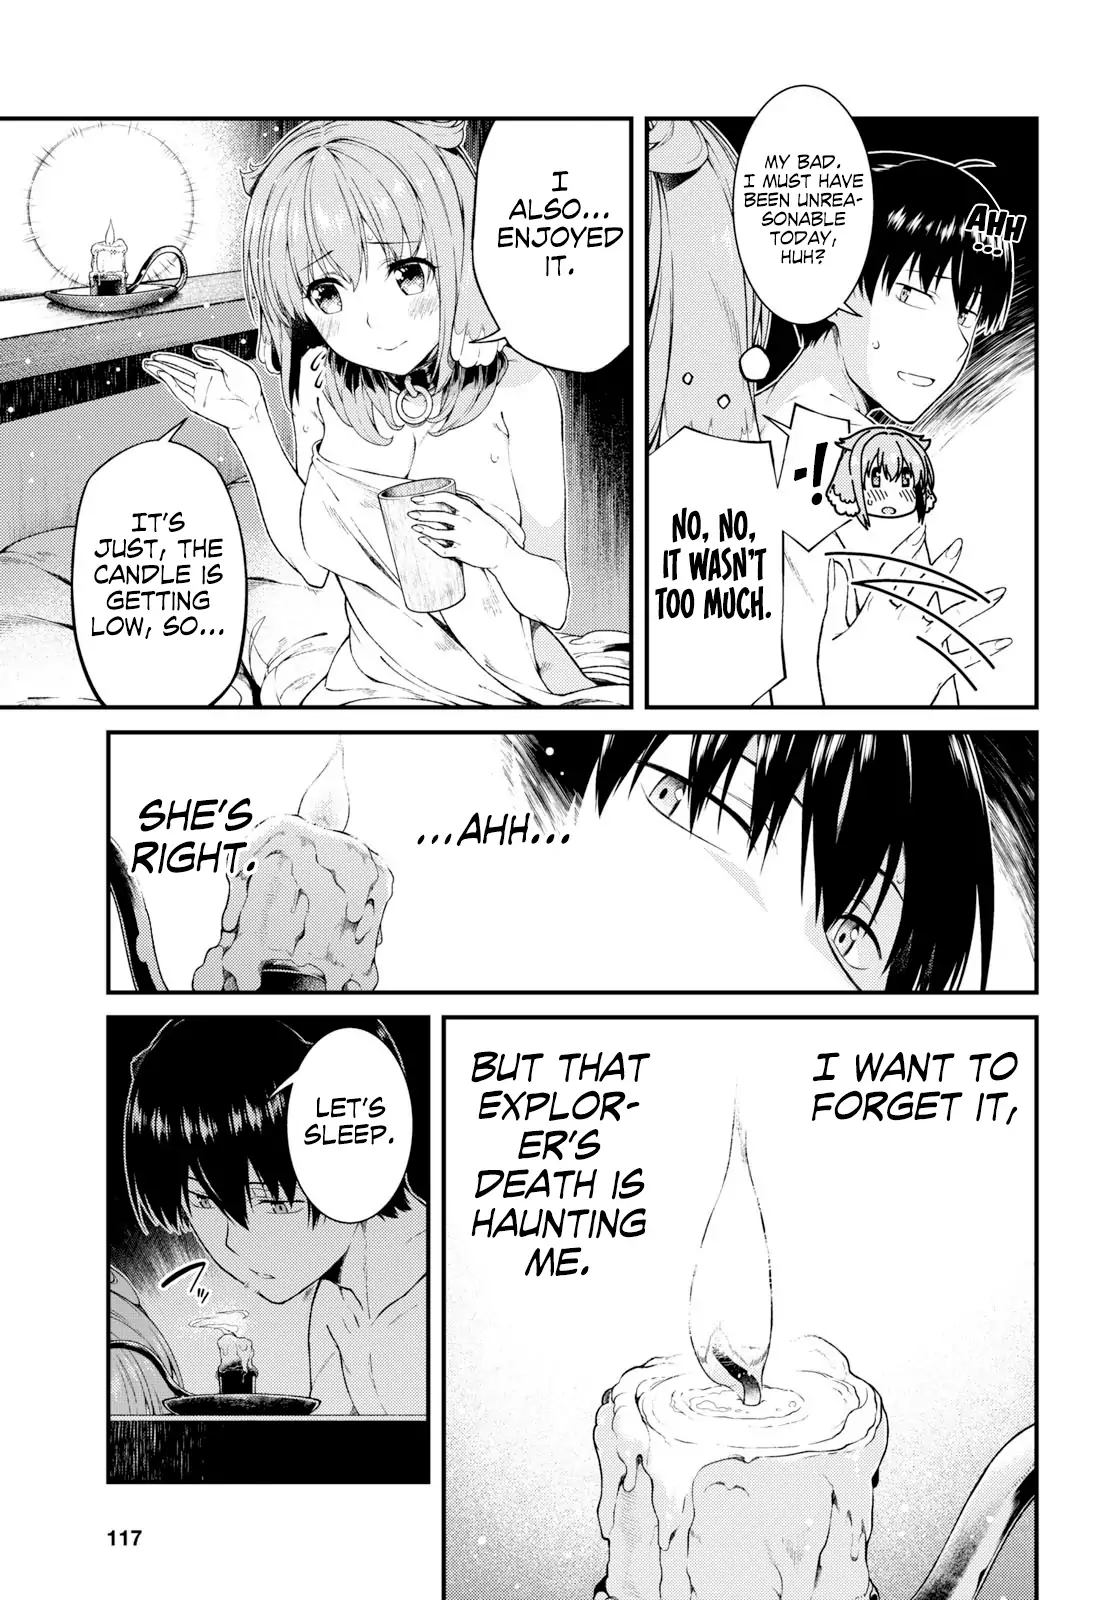 MY BAD.
I MUST HAVE
BEEN UNREA-
SONABLE
TODAY,
HUH?
AHH
...
-!
NO, NO,
IT WASN'T
TOO MUCH.
I
ALSO...
ENJOYED
IT.
IT'S
JUST, THE
CANDLE IS
GETTING
LOW, SO...
...AHH...
SHE'S
RIGHT.
I WANT TO
FORGET IT,
BUT THAT
EXPLOR-
ER'S
DEATH IS
HAUNTING
ME.
LET'S
SLEEP.
117